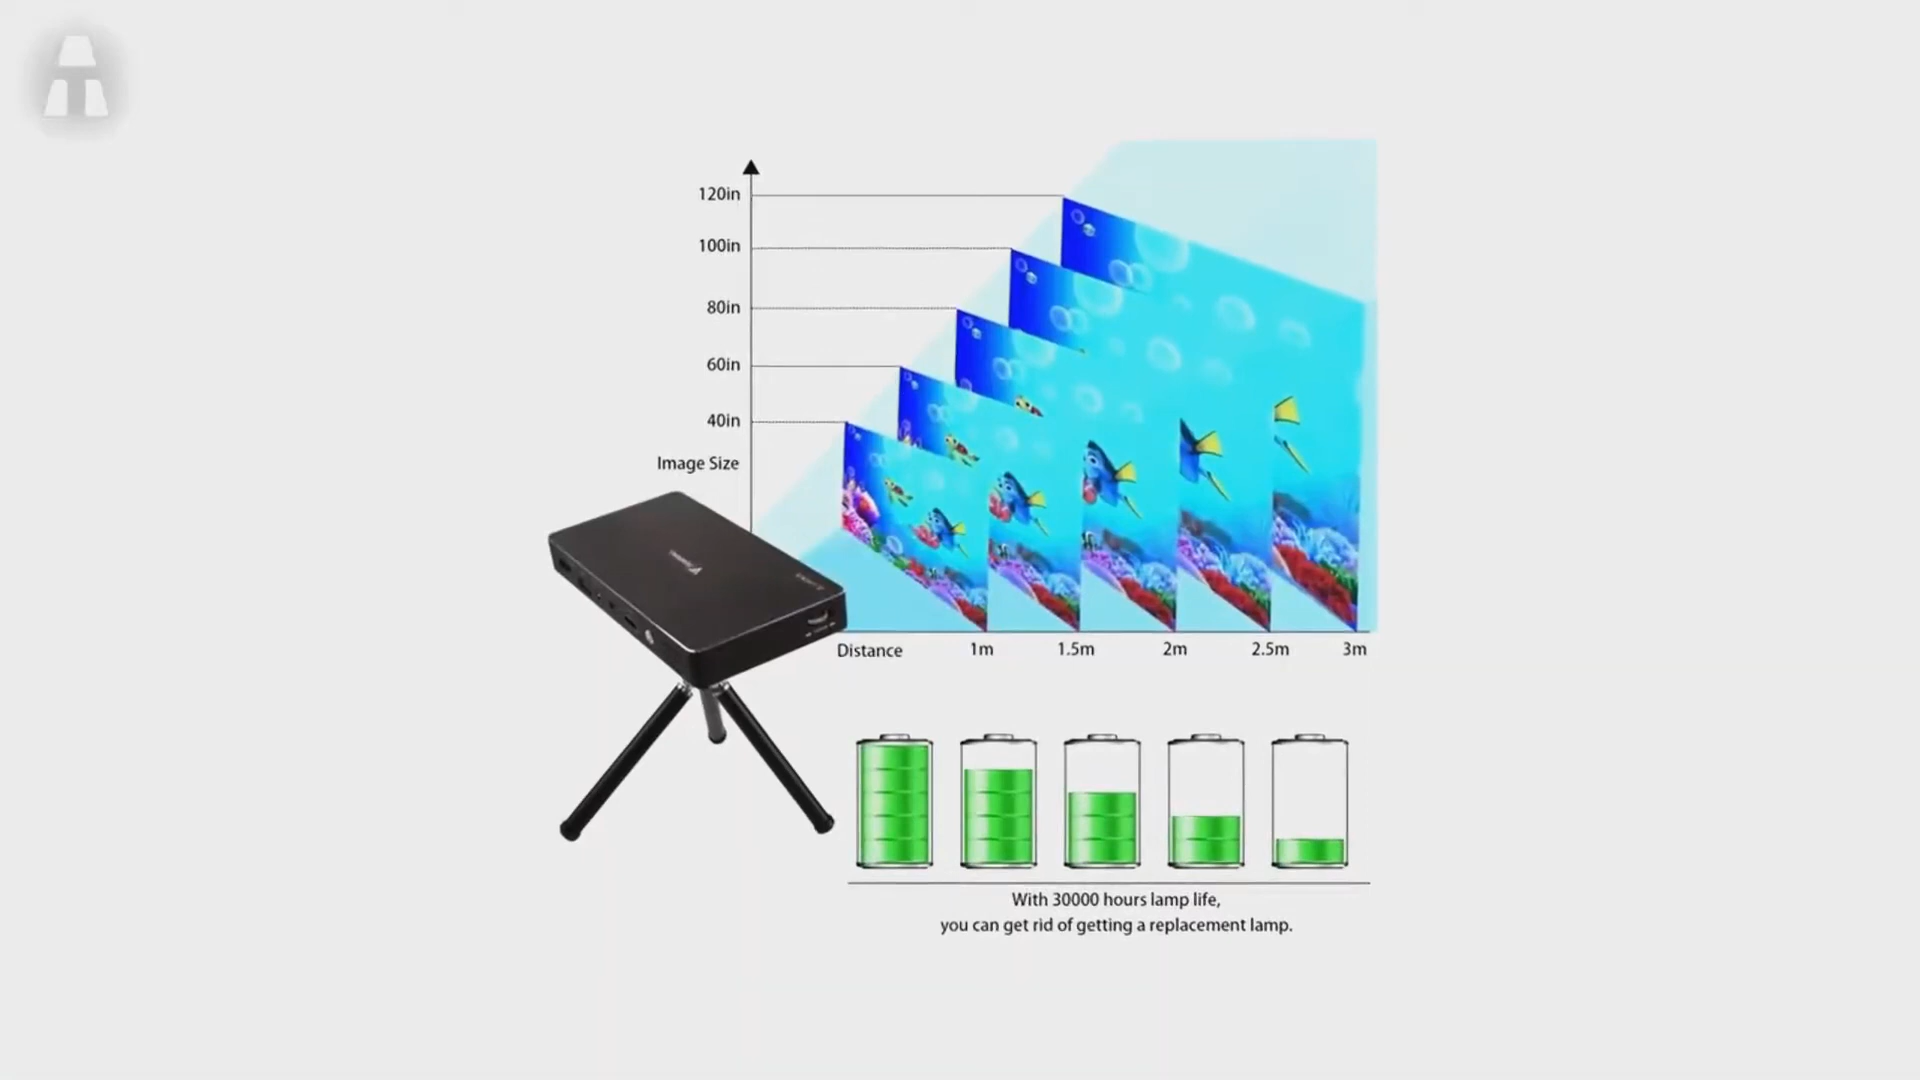 120in
100in
80in
60in
40in
Image Size
Distance 1m 1.5m 2m 2.5m 3m
With 30000 hours lamp life,
you can get rid of getting a replacement lamp.